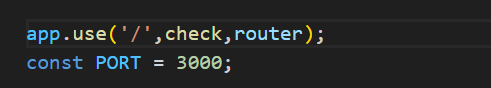 app.use('/',check,router);
const PORT = 3000;